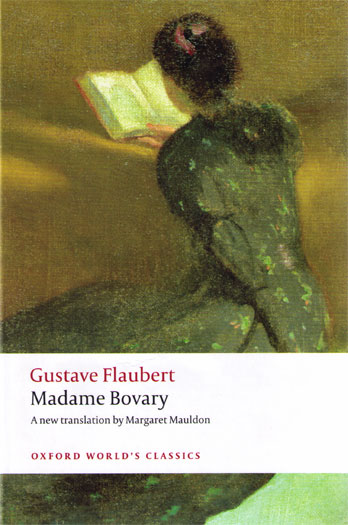 Gustave Flaubert
Madame Bovary
A new translation by Margaret Mauldon
OXFORD WORLD'S CLASSICS